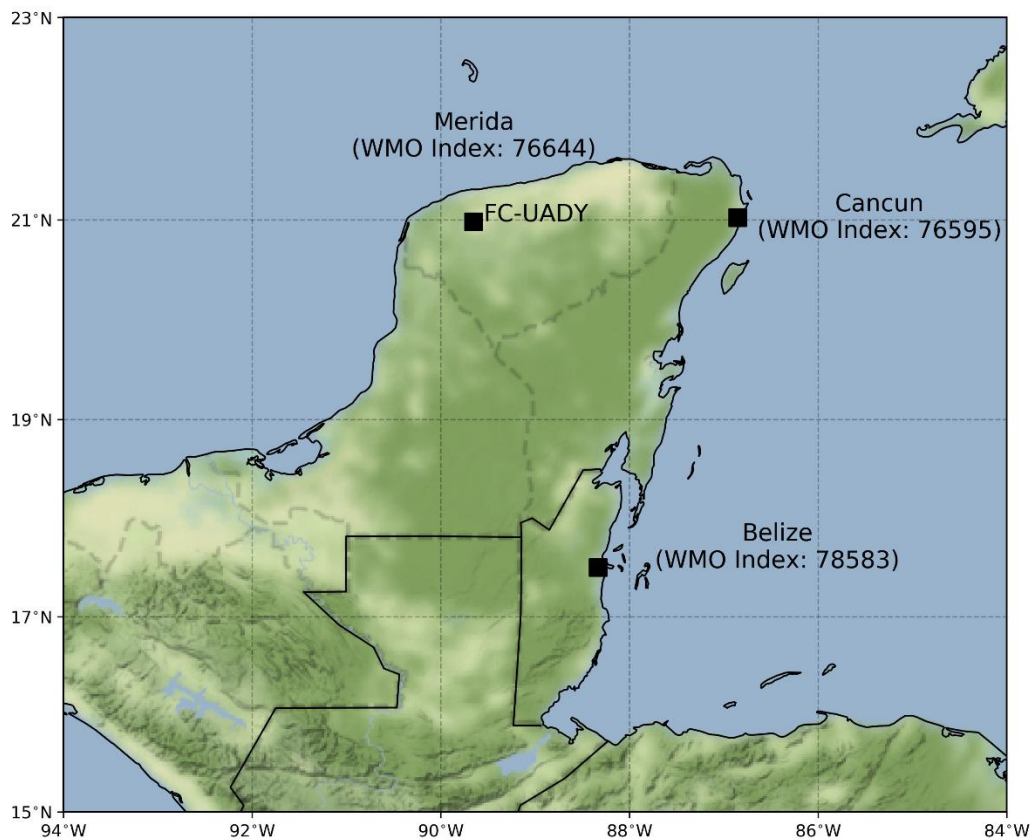 23°N
Merida
(WMO Index: 76644)
FC-UADY
21°N
Cancun
(WMO Index: 76595)
19°N
Belize
(WMO Index: 78583)
17°N
15°N
94°W
92°W
90°W
88°W
86°W
84°W